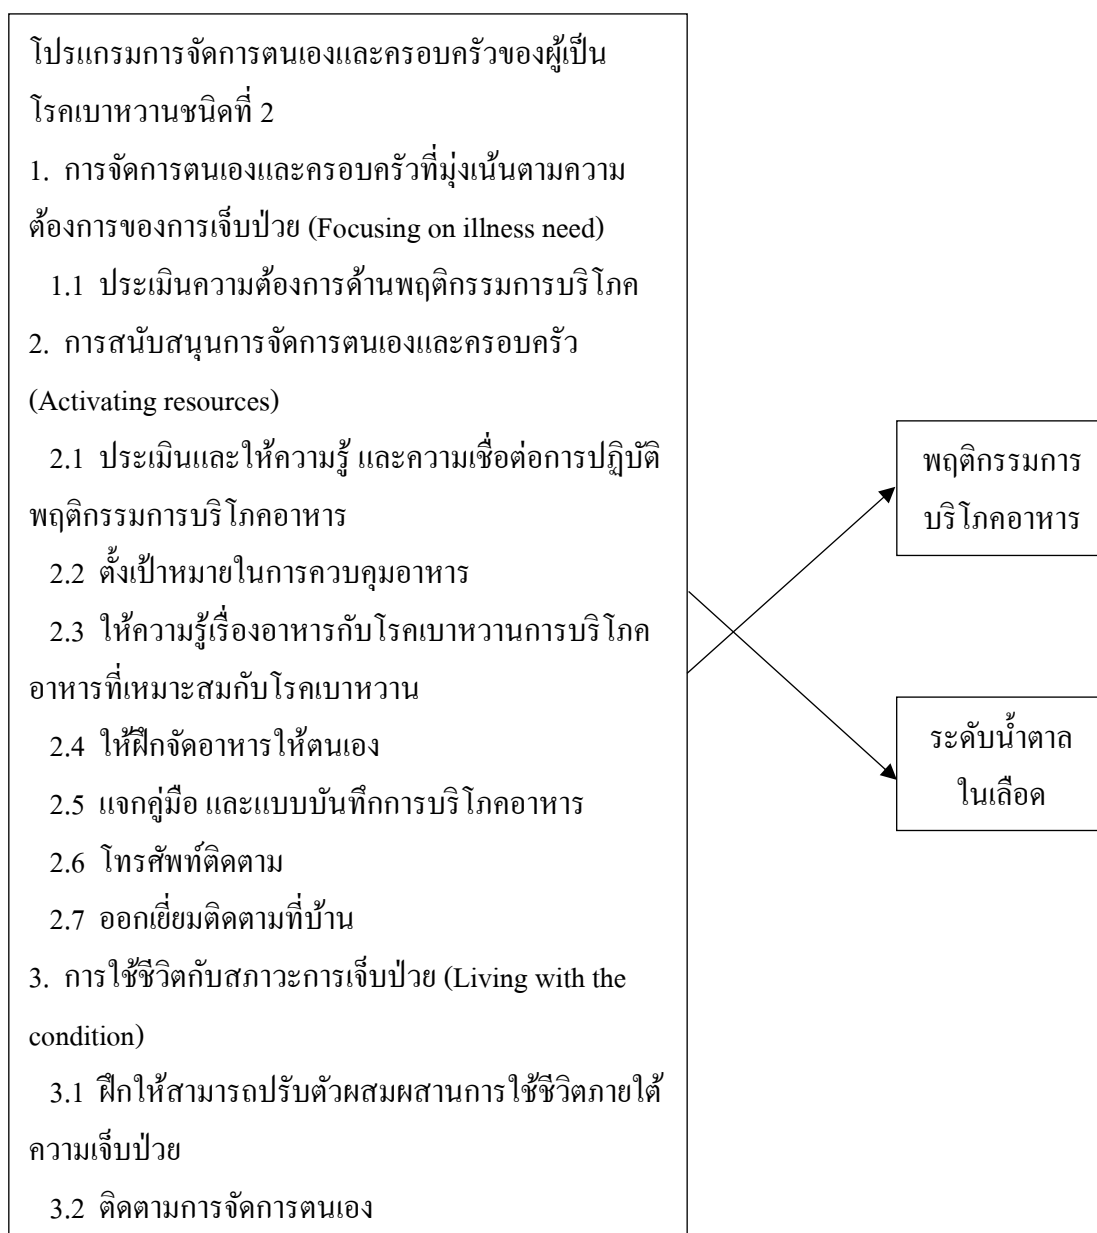 โปรแกรมการจัดการตนเองและครอบครัวของผู้เป็น
โรคเบาหวานชนิดที่ 2
1. การจัดการตนเองและครอบครัวที่มุ่งเน้นตามความ
ต้องการของการเจ็บป่วย (Focusing on illness need)
1.1 ประเมินความต้องการด้านพฤติกรรมการบริโภค
2. การสนับสนุนการจัดการตนเองและครอบครัว
(Activating resources)
2.1 ประเมินและให้ความรู้ และความเชื่อต่อการปฏิบัติ
พฤติกรรมการบริโภคอาหาร
2.2 ตั้งเป้าหมายในการควบคุมอาหาร
2.3 ให้ความรู้เรื่องอาหารกับโรคเบาหวานการบริโภค
อาหารที่เหมาะสมกับโรคเบาหวาน
2.4 ให้ฝึกจัดอาหารให้ตนเอง
2.5 แจกคู่มือ และแบบบันทึกการบริโภคอาหาร
2.6 โทรศัพท์ติดตาม
2.7 ออกเยี่ยมติดตามที่บ้าน
3. การใช้ชีวิตกับสภาวะการเจ็บป่วย (Living with the
condition)
3.1 ฝึกให้สามารถปรับตัวผสมผสานการใช้ชีวิตภายใต้
ความเจ็บป่วย
3.2 ติดตามการจัดการตนเอง
พฤติกรรมการ
บริโภคอาหาร
ระดับน้ำตาล
ในเลือด